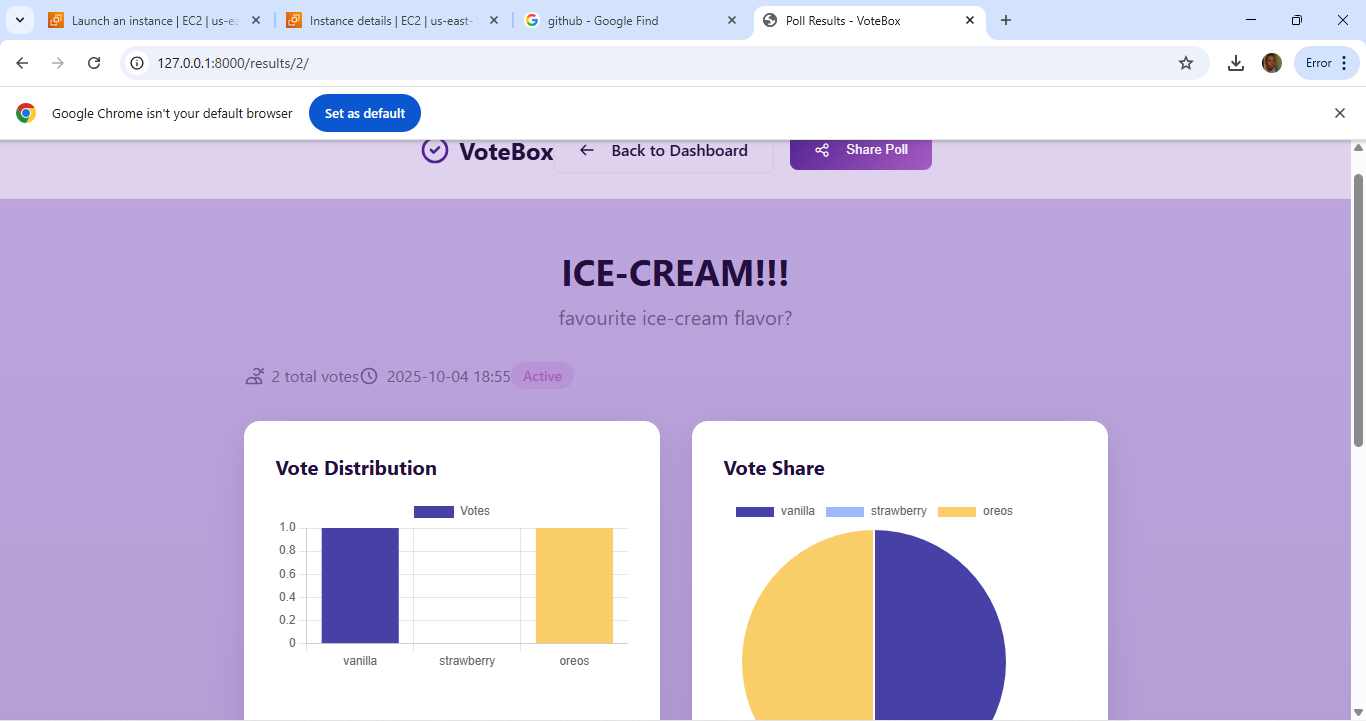 Launch an instance | EC2 | us-ea
Instance details | EC2 | us-east-1
github - Google Find
Poll Results - VoteBox
127.0.0.1:8000/results/2/
Error
Google Chrome isn't your default browser
Set as default
VoteBox
Back to Dashboard
Share Poll
ICE-CREAM!!!
favourite ice-cream flavor?
2 total votes
2025-10-04 18:55
Active
Vote Distribution
Votes
1.0
0.8
0.6
0.4
0.2
0
vanilla strawberry oreos
Vote Share
vanilla strawberry oreos